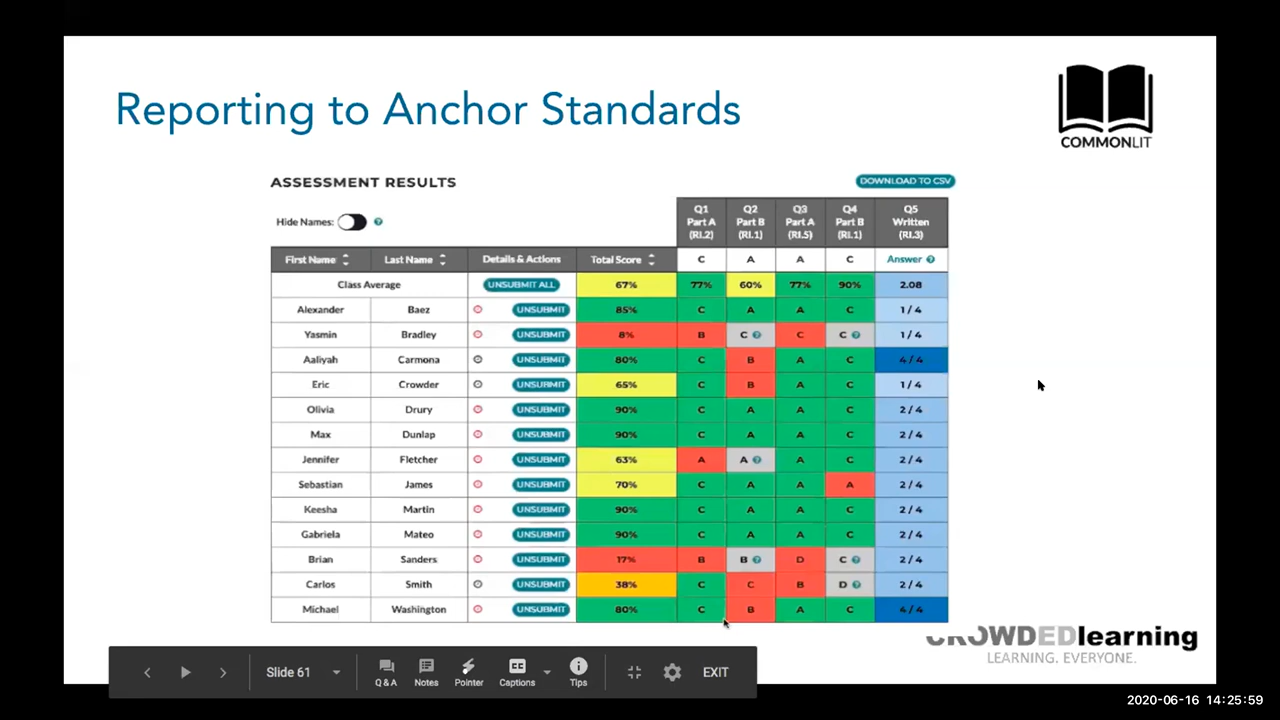 Reporting to Anchor Standards
COMMONLIT
ASSESSMENT RESULTS
DOWNLOAD TO CSV
Hide Names:
Q1 Part A (RI.2) Q2 Part B (RI.1) Q3 Part A (RI.5) Q4 Part B (RI.1) Q5 Written (RI.3)
First Name Last Name Details & Actions Total Score C A A C Answer
Class Average UNSUBMIT ALL 67% 77% 60% 77% 90% 2.08
Alexander Baez UNSUBMIT 85% C A A C 1 / 4
Yasmin Bradley UNSUBMIT 8% B C C C 1 / 4
Aaliyah Carmona UNSUBMIT 80% C B A C 4 / 4
Eric Crowder UNSUBMIT 65% C B A C 1 / 4
Olivia Drury UNSUBMIT 90% C A A C 2 / 4
Max Dunlap UNSUBMIT 90% C A A C 2 / 4
Jennifer Fletcher UNSUBMIT 63% A A A C 2 / 4
Sebastian James UNSUBMIT 70% C A A A 2 / 4
Keesha Martin UNSUBMIT 90% C A A C 2 / 4
Gabriela Mateo UNSUBMIT 90% C A A C 2 / 4
Brian Sanders UNSUBMIT 17% B B D C 2 / 4
Carlos Smith UNSUBMIT 38% C C B D 2 / 4
Michael Washington UNSUBMIT 80% C B A C 4 / 4
CROWDEDlearning
LEARNING. EVERYONE.
Slide 61 Q & A Notes Pointer CC Captions Tips EXIT
2020-06-16 14:25:59